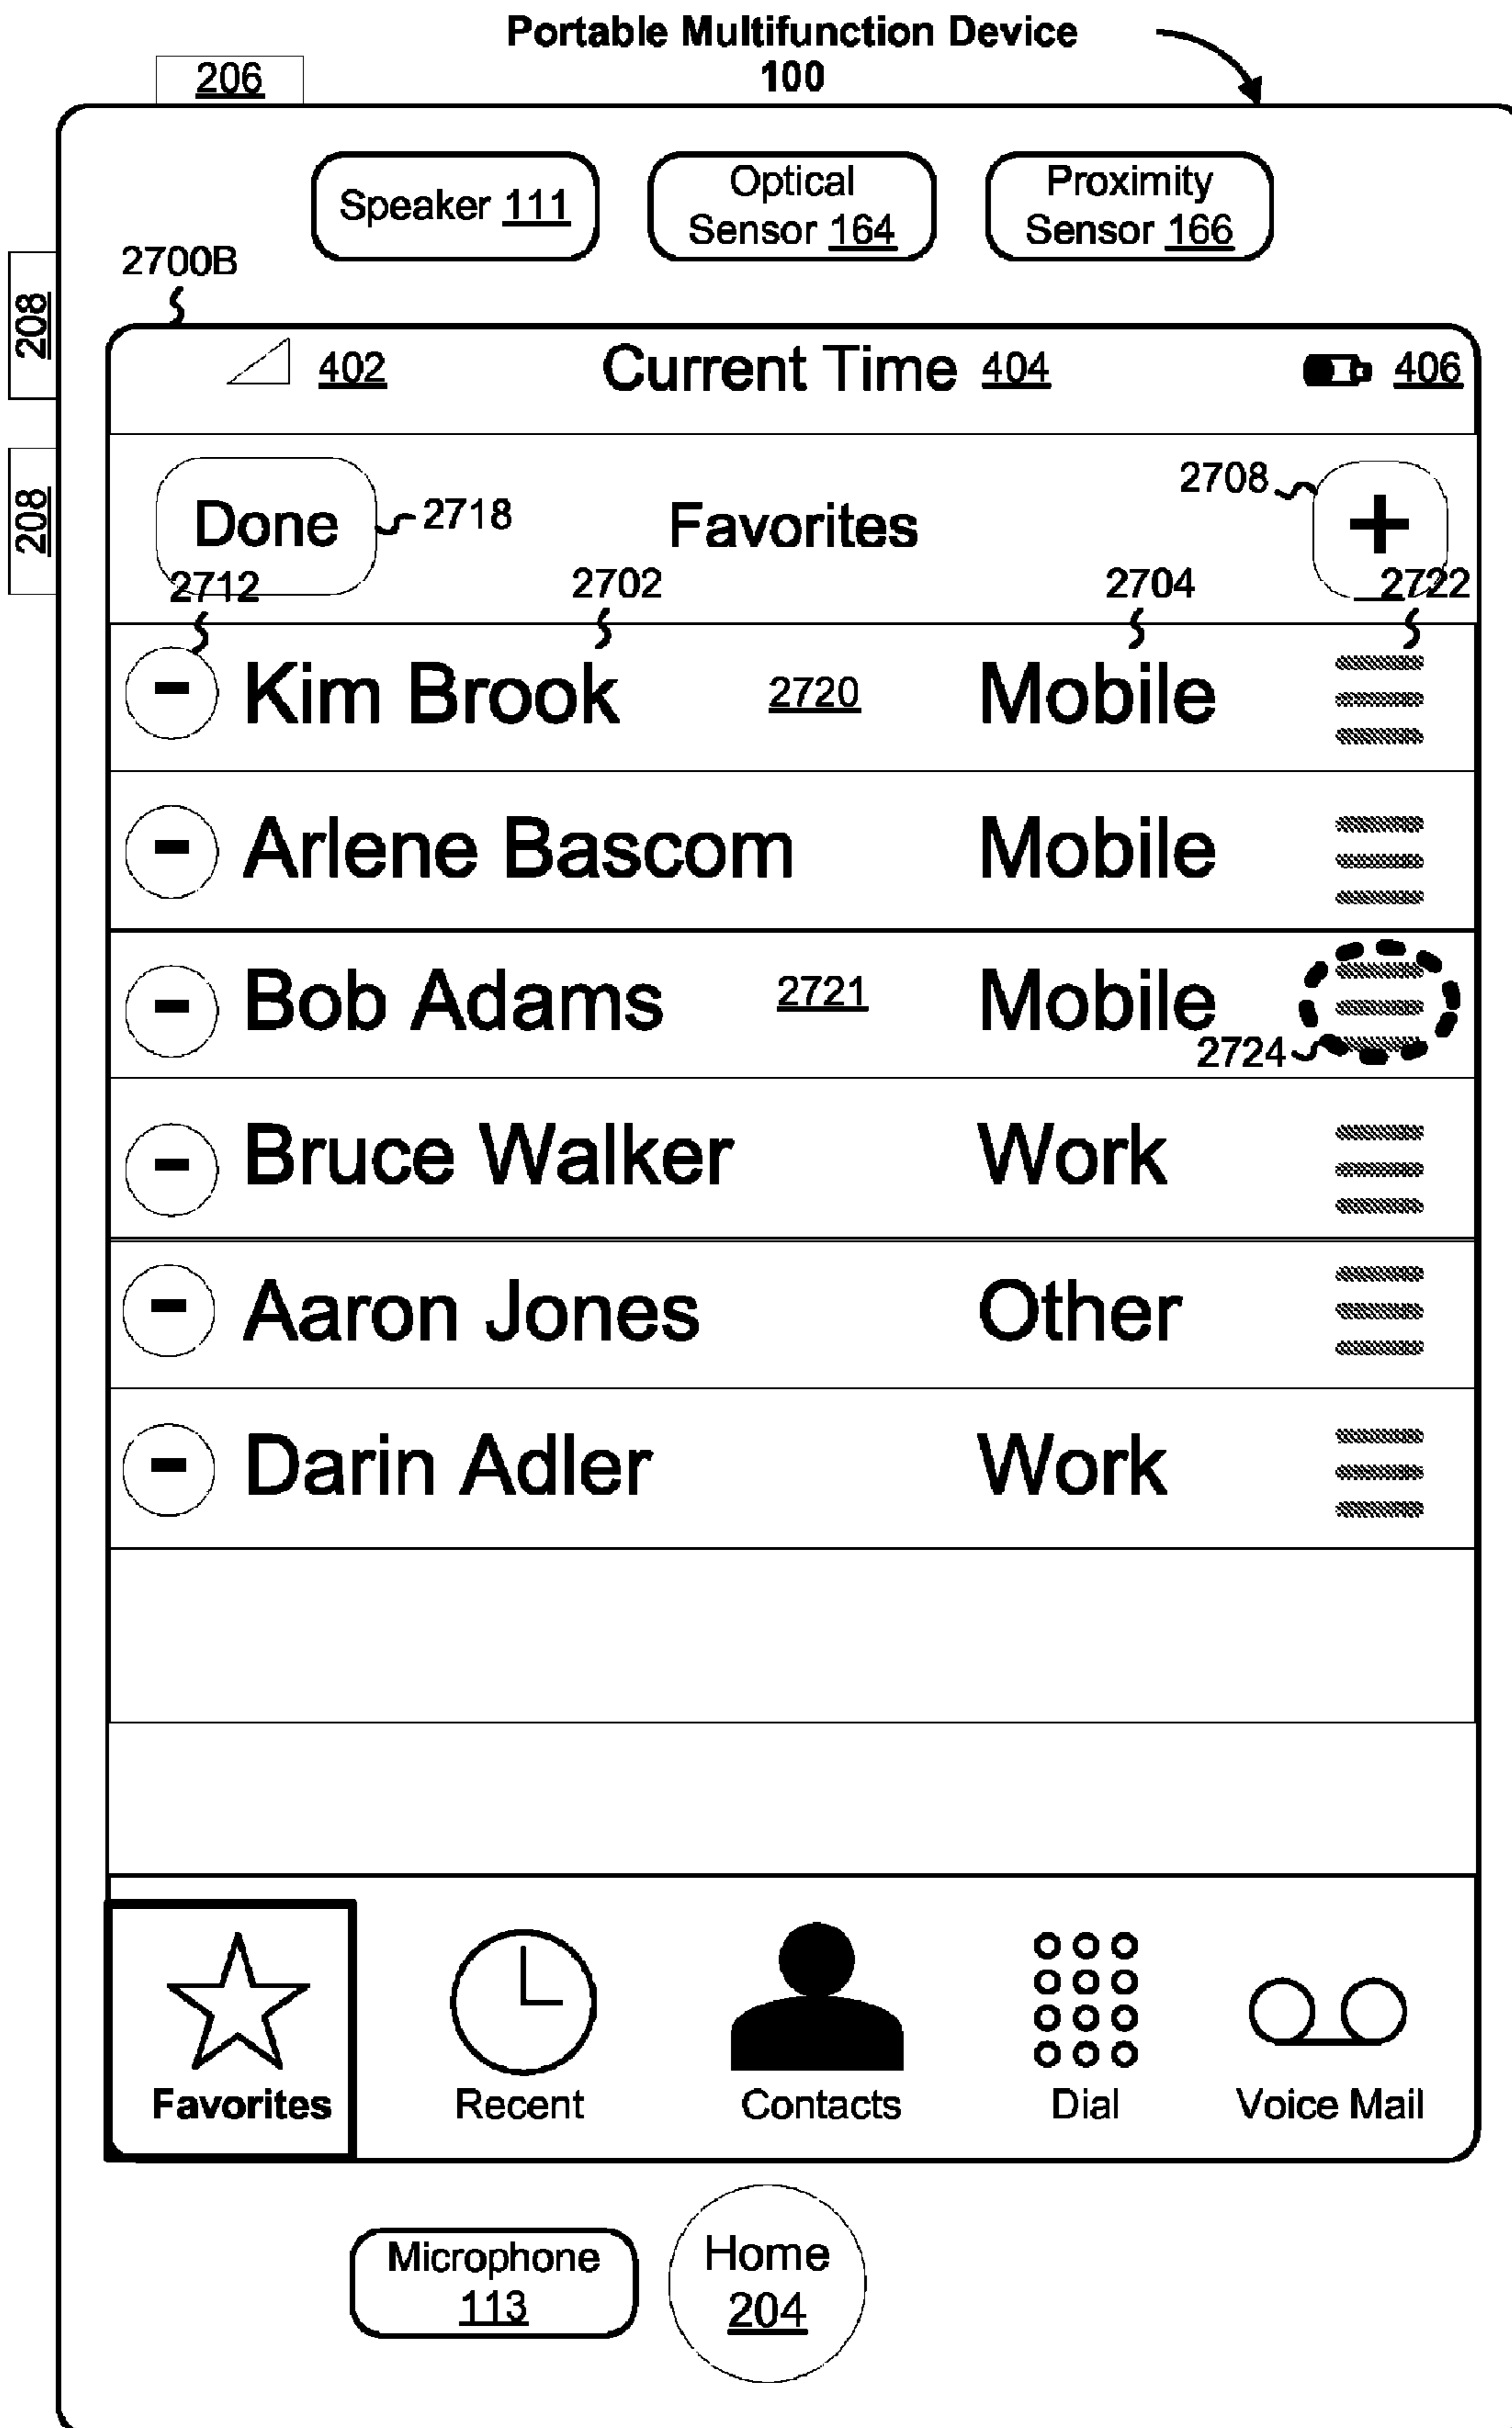 Portable Multifunction Device
100
206
Speaker 111
Optical
Sensor 164
Proximity
Sensor 166
2700B
208
402
Current Time 404
406
208
Done
2718
Favorites
2708
+
2712
2702
2704
2722
- Kim Brook 2720 Mobile
- Arlene Bascom Mobile
- Bob Adams 2721 Mobile
2724
- Bruce Walker Work
- Aaron Jones Other
- Darin Adler Work
Favorites
Recent
Contacts
Dial
Voice Mail
Microphone
113
Home
204